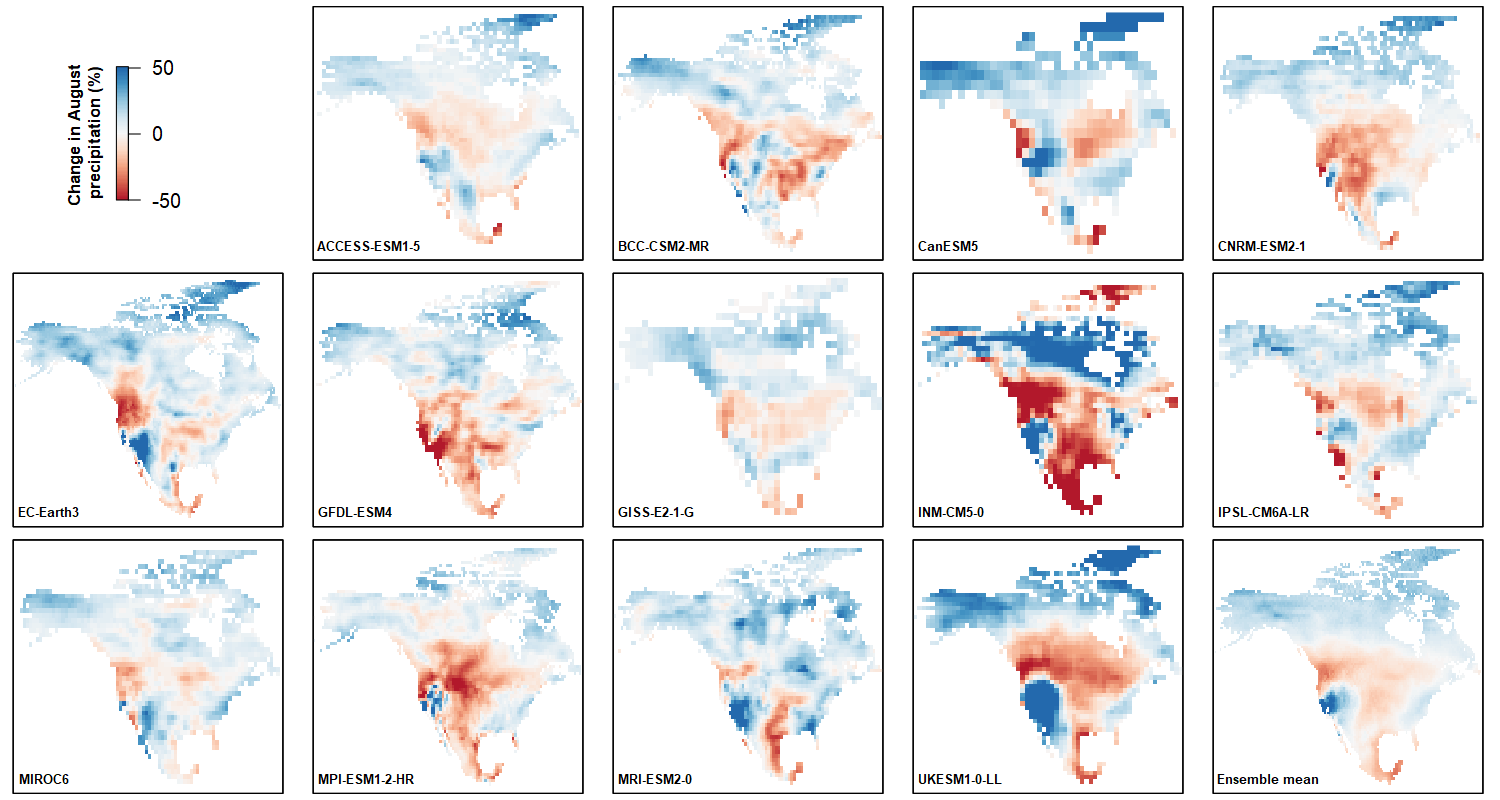 Change in August
precipitation (%)
50
0
-50
ACCESS-ESM1-5
BCC-CSM2-MR
CanESM5
CNRM-ESM2-1
EC-Earth3
GFDL-ESM4
GISS-E2-1-G
INM-CM5-0
IPSL-CM6A-LR
MIROC6
MPI-ESM1-2-HR
MRI-ESM2-0
UKESM1-0-LL
Ensemble mean